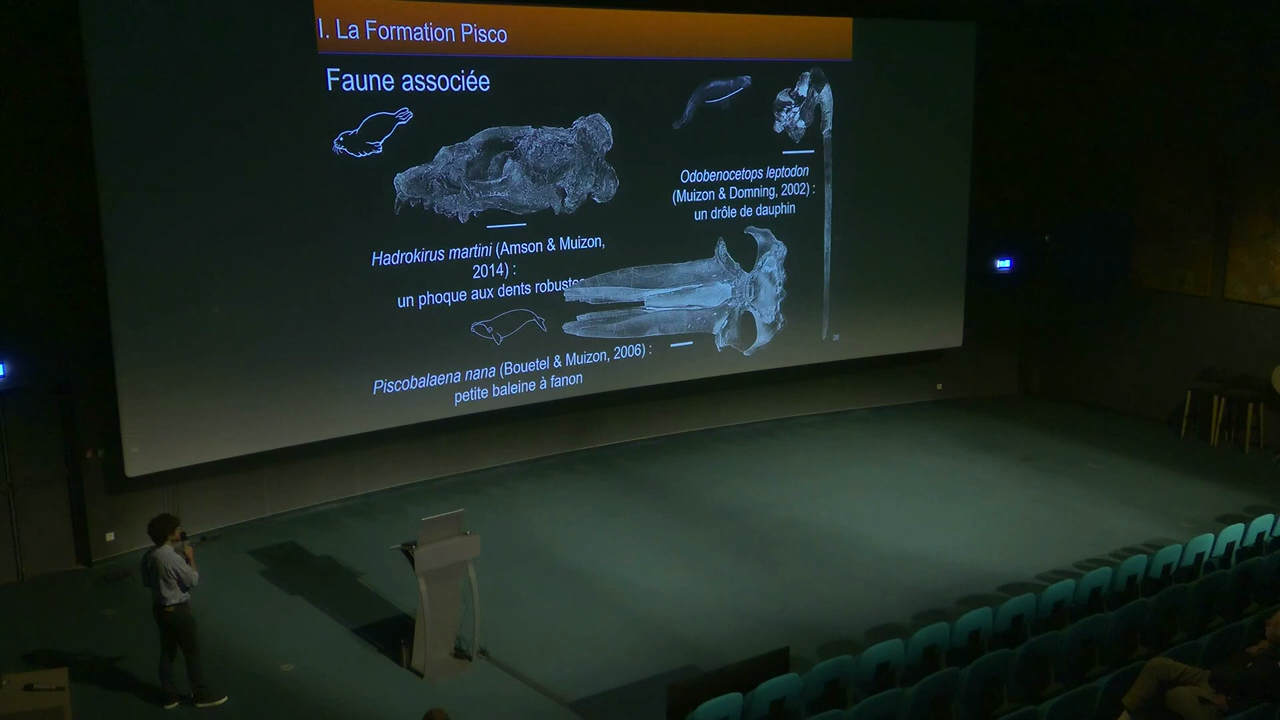 I. La Formation Pisco
Faune associée
Odobenocetops leptodon
(Muizon & Domning, 2002) :
un drôle de dauphin
Hadrokirus martini (Amson & Muizon,
2014) :
un phoque aux dents robustes
Piscobalaena nana (Bouetel & Muizon, 2006) :
petite baleine à fanon
26